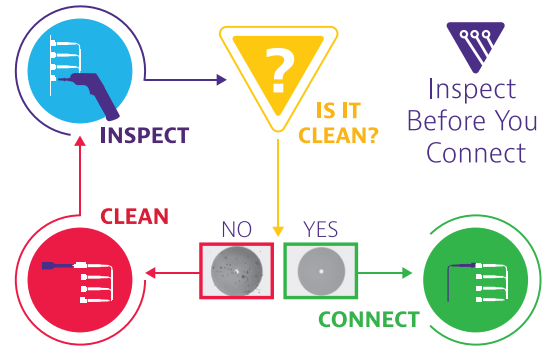 INSPECT
?
IS IT
CLEAN?
Inspect
Before You
Connect
CLEAN
NO
YES
CONNECT